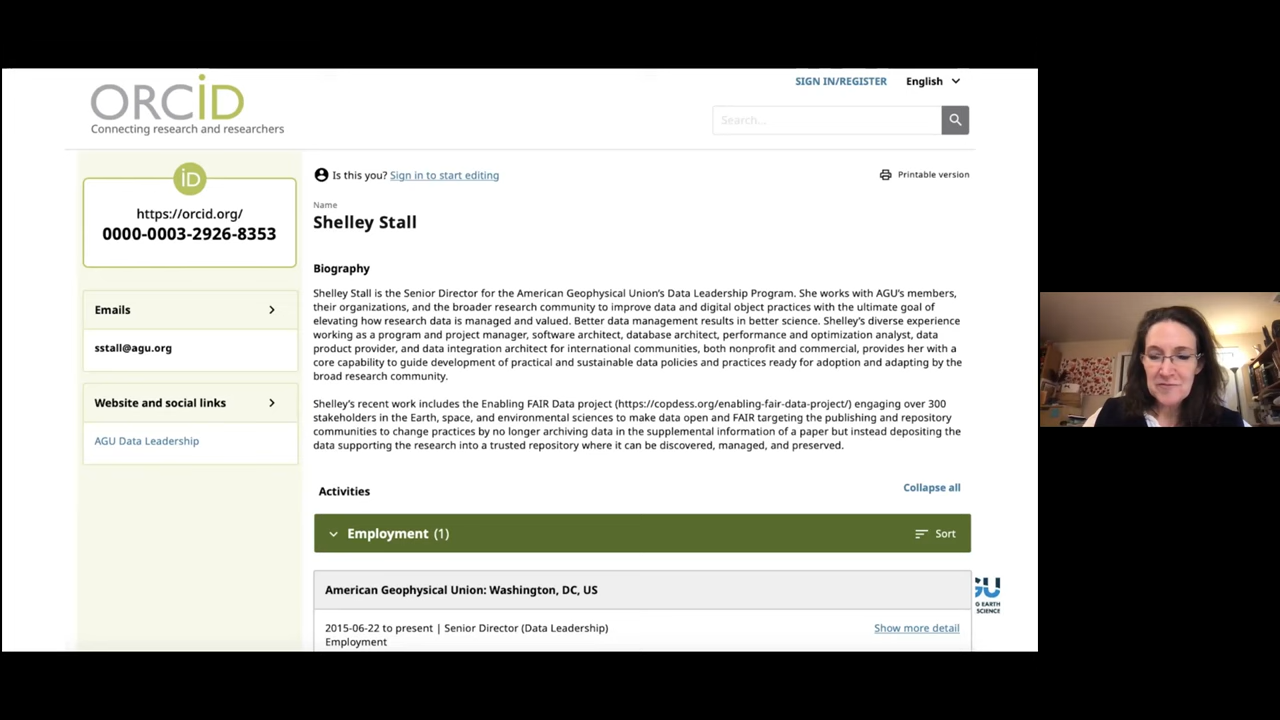 ORCiD
Connecting research and researchers
SIGN IN/REGISTER
English
Search...
iD
https://orcid.org/
0000-0003-2926-8353
Emails
sstall@agu.org
Website and social links
AGU Data Leadership
Is this you? Sign in to start editing
Printable version
Name
Shelley Stall
Biography
Shelley Stall is the Senior Director for the American Geophysical Union's Data Leadership Program. She works with AGU's members,
their organizations, and the broader research community to improve data and digital object practices with the ultimate goal of
elevating how research data is managed and valued. Better data management results in better science. Shelley's diverse experience
working as a program and project manager, software architect, database architect, performance and optimization analyst, data
product provider, and data integration architect for international communities, both nonprofit and commercial, provides her with a
core capability to guide development of practical and sustainable data policies and practices ready for adoption and adapting by the
broad research community.
Shelley's recent work includes the Enabling FAIR Data project (https://copdess.org/enabling-fair-data-project/) engaging over 300
stakeholders in the Earth, space, and environmental sciences to make data open and FAIR targeting the publishing and repository
communities to change practices by no longer archiving data in the supplemental information of a paper but instead depositing the
data supporting the research into a trusted repository where it can be discovered, managed, and preserved.
Activities
Collapse all
Employment (1)
Sort
American Geophysical Union: Washington, DC, US
2015-06-22 to present | Senior Director (Data Leadership)
Employment
Show more detail
GU
G EARTH
SCIENCE